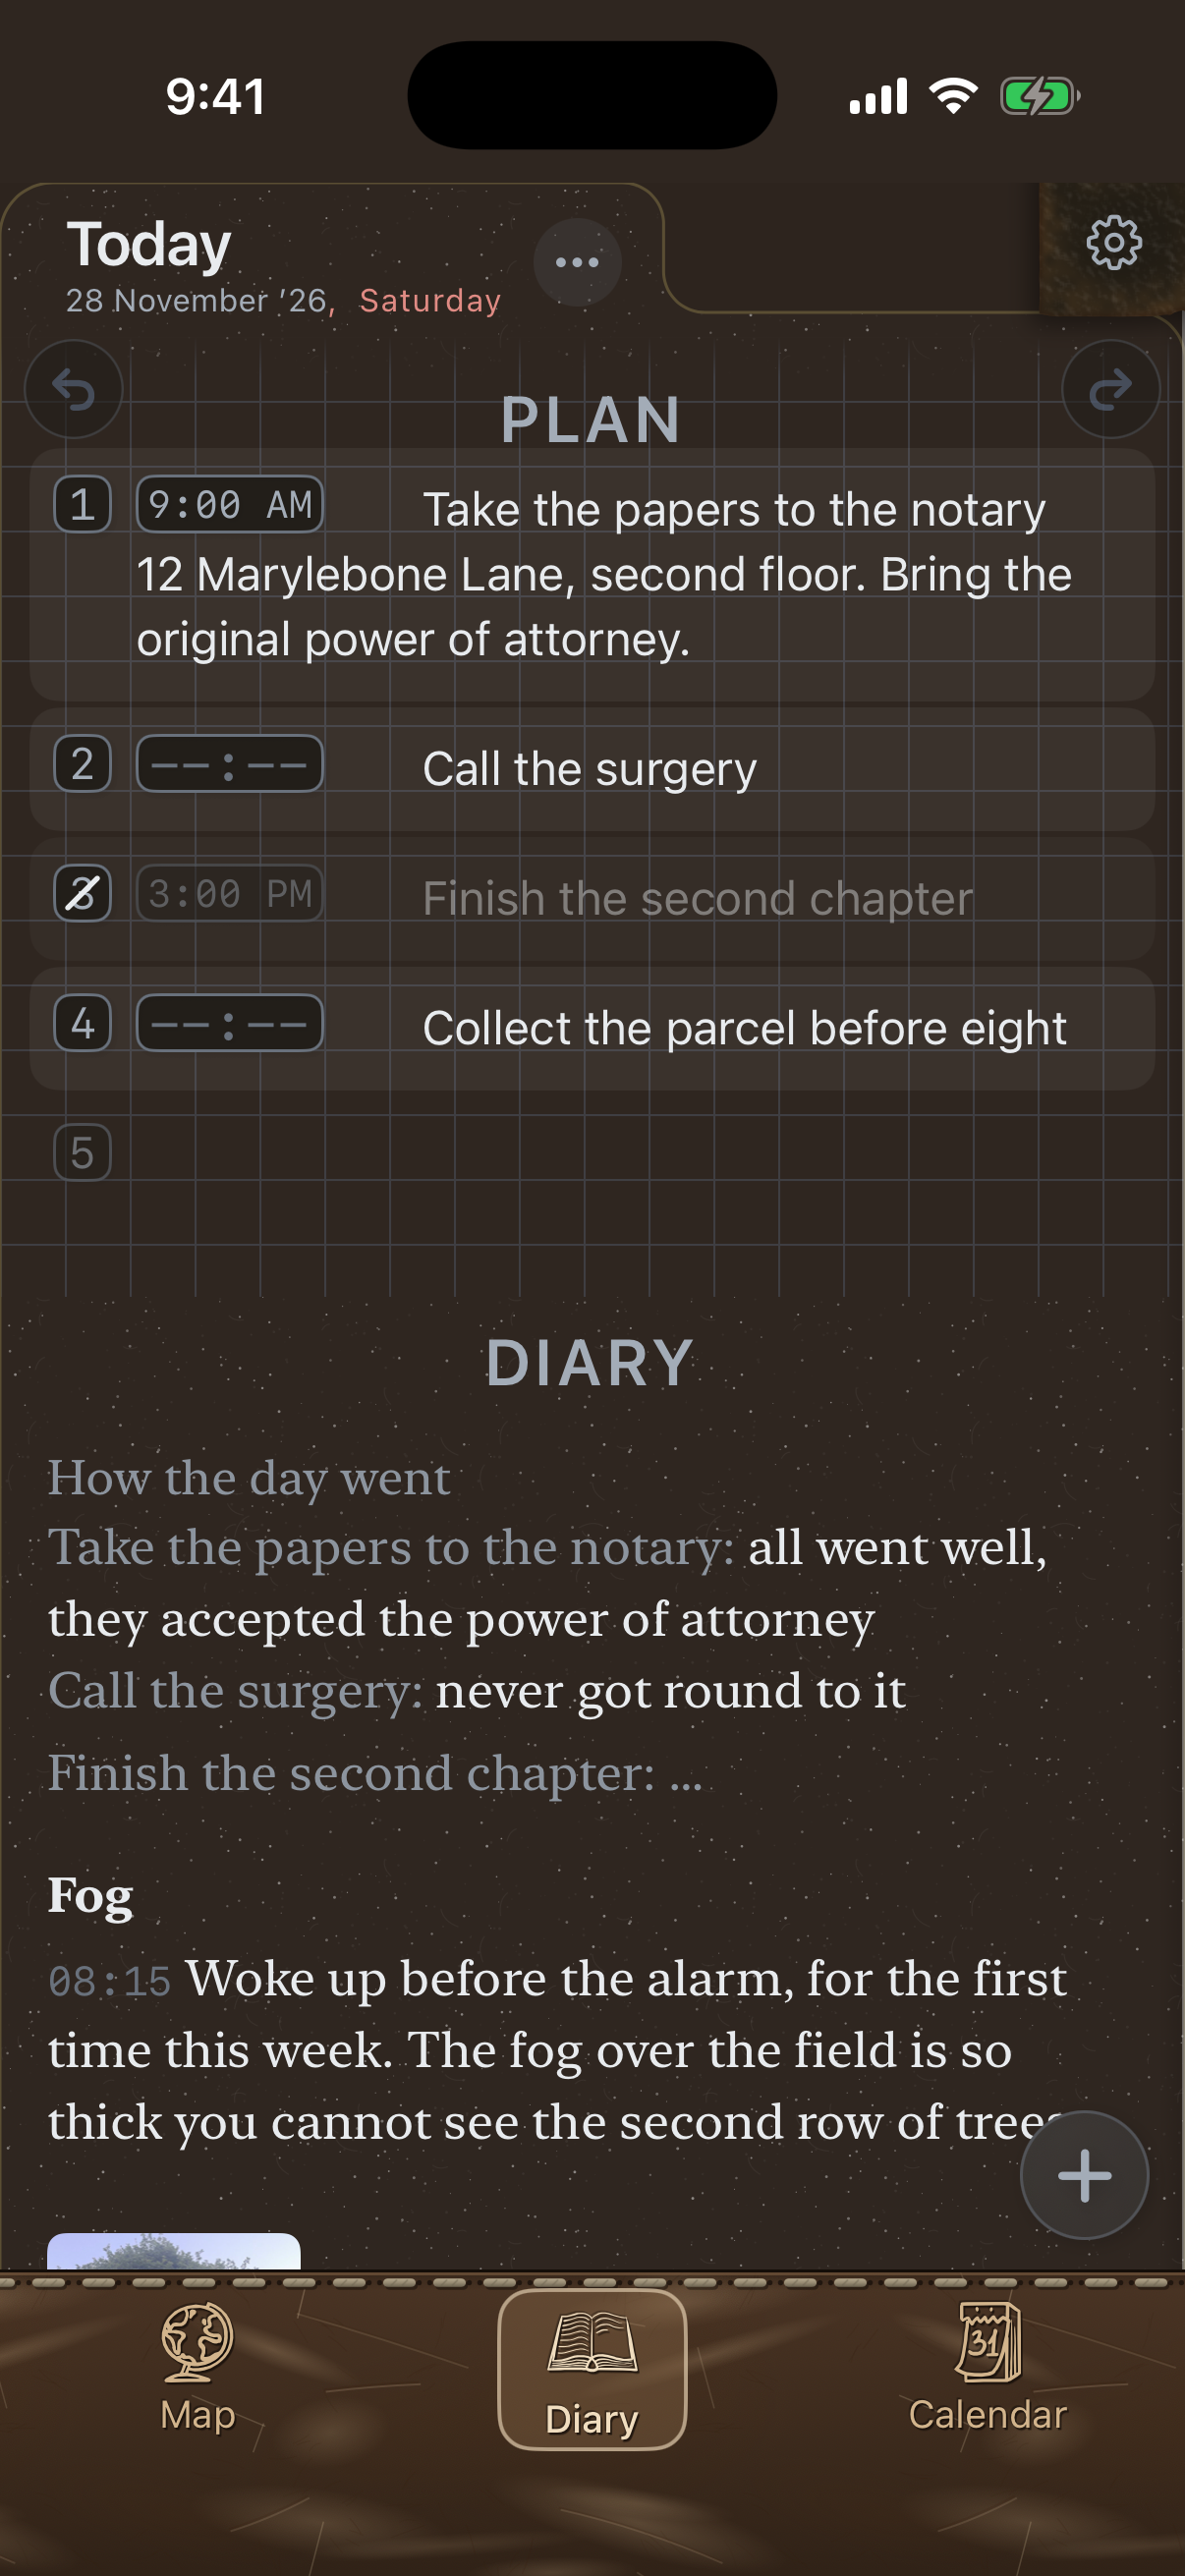 9:41
Today
28 November ’26, Saturday
PLAN
1 9:00 AM Take the papers to the notary
12 Marylebone Lane, second floor. Bring the
original power of attorney.
2 --:-- Call the surgery
3 3:00 PM Finish the second chapter
4 --:-- Collect the parcel before eight
5
DIARY
How the day went
Take the papers to the notary: all went well,
they accepted the power of attorney
Call the surgery: never got round to it
Finish the second chapter: ...
Fog
08:15 Woke up before the alarm, for the first
time this week. The fog over the field is so
thick you cannot see the second row of trees
31
Map Diary Calendar